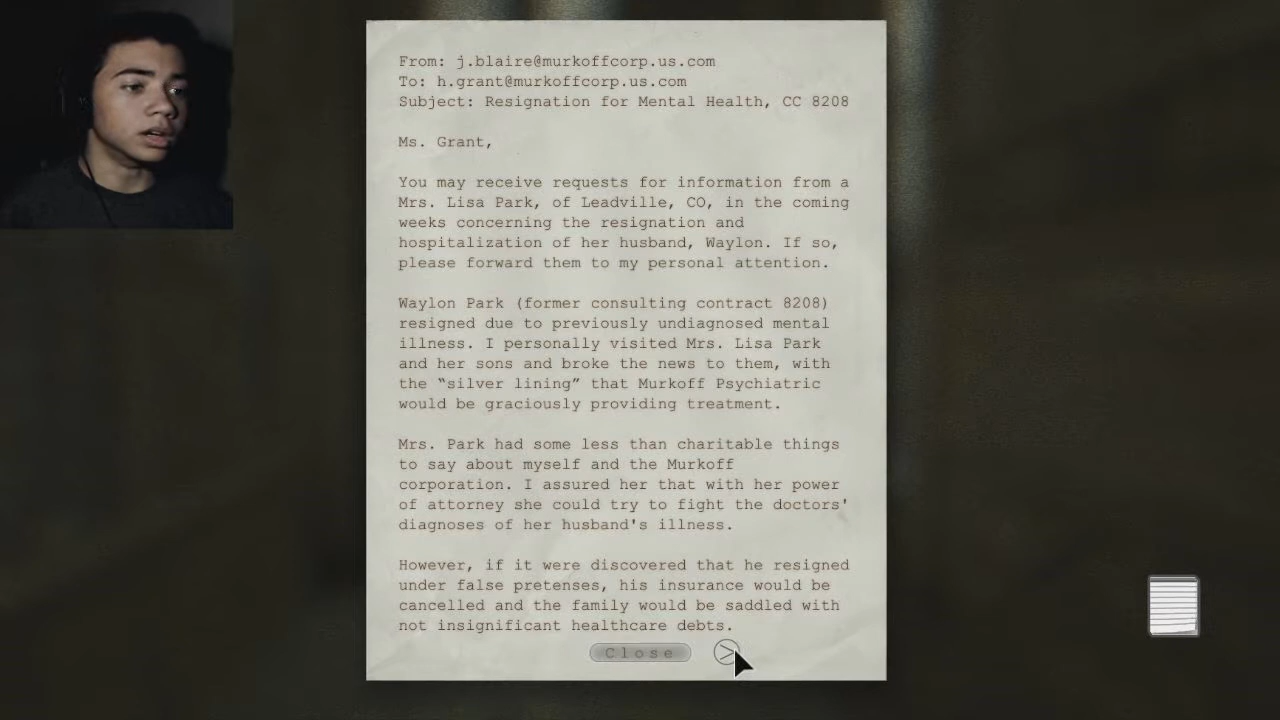 From: j.blaire@murkoffcorp.us.com
To: h.grant@murkoffcorp.us.com
Subject: Resignation for Mental Health, CC 8208
Ms. Grant,
You may receive requests for information from a
Mrs. Lisa Park, of Leadville, CO, in the coming
weeks concerning the resignation and
hospitalization of her husband, Waylon. If so,
please forward them to my personal attention.
Waylon Park (former consulting contract 8208)
resigned due to previously undiagnosed mental
illness. I personally visited Mrs. Lisa Park
and her sons and broke the news to them, with
the “silver lining” that Murkoff Psychiatric
would be graciously providing treatment.
Mrs. Park had some less than charitable things
to say about myself and the Murkoff
corporation. I assured her that with her power
of attorney she could try to fight the doctors'
diagnoses of her husband's illness.
However, if it were discovered that he resigned
under false pretenses, his insurance would be
cancelled and the family would be saddled with
not insignificant healthcare debts.
Close >